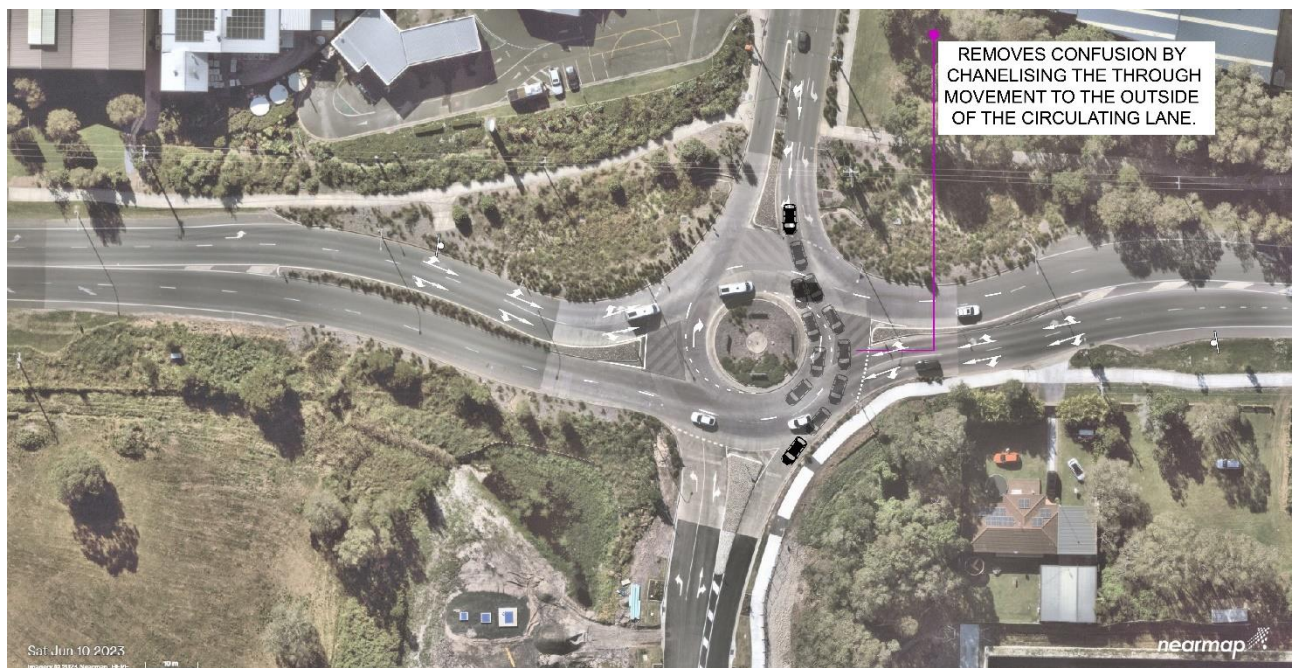 REMOVES CONFUSION BY
CHANELISING THE THROUGH
MOVEMENT TO THE OUTSIDE
OF THE CIRCULATING LANE.
Sat Jun 10 2023
10 m
nearmap